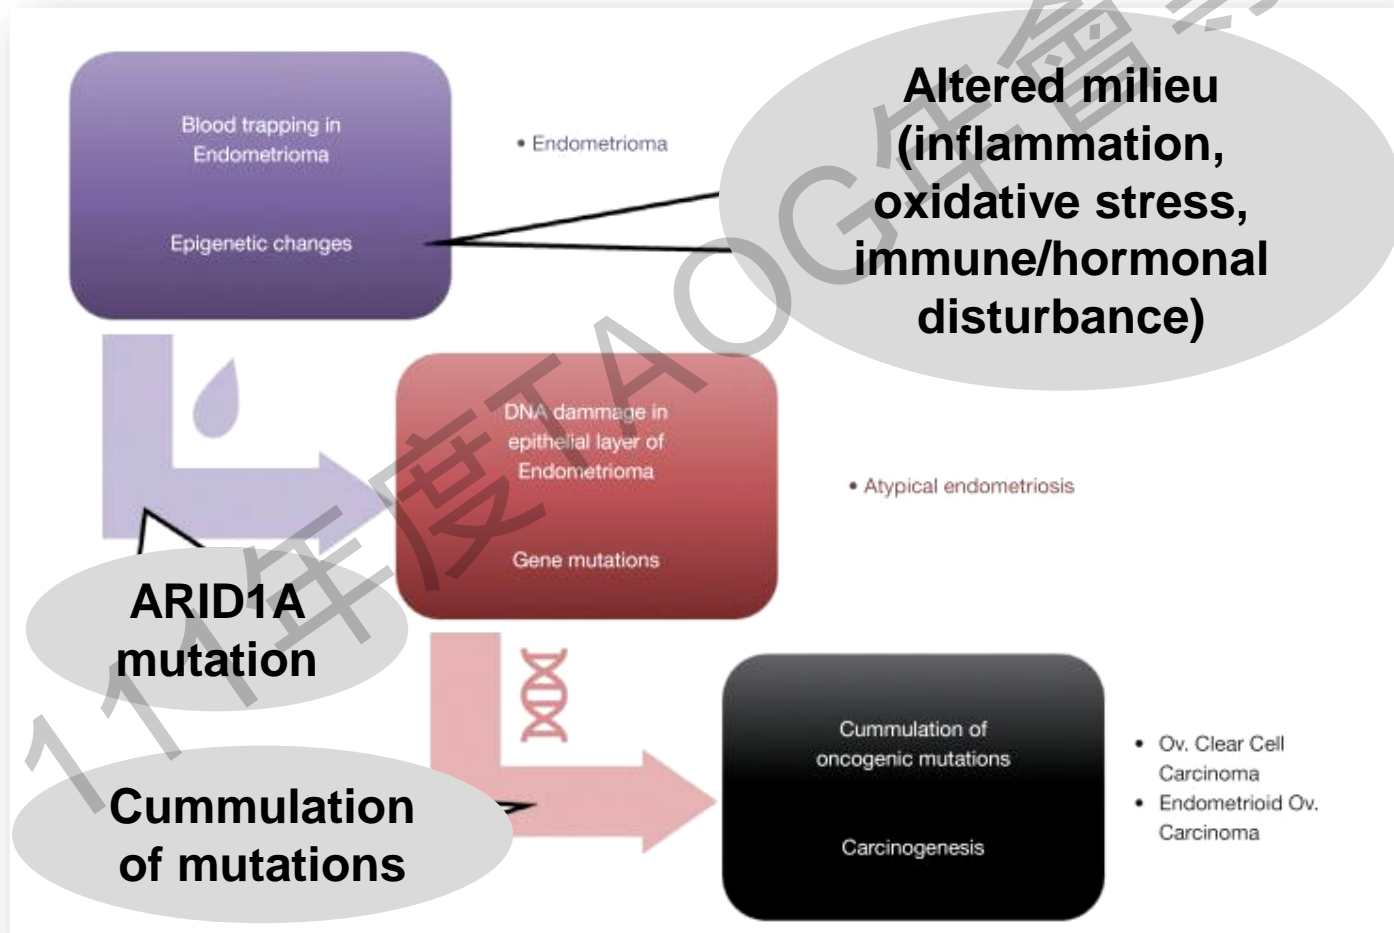 Blood trapping in
Endometrioma
Epigenetic changes
• Endometrioma
Altered milieu
(inflammation,
oxidative stress,
immune/hormonal
disturbance)
DNA dammage in
epithelial layer of
Endometrioma
Gene mutations
• Atypical endometriosis
ARID1A
mutation
Cummulation
of mutations
Cummulation of
oncogenic mutations
Carcinogenesis
• Ov. Clear Cell
Carcinoma
• Endometrioid Ov.
Carcinoma
111年度TAOG年會